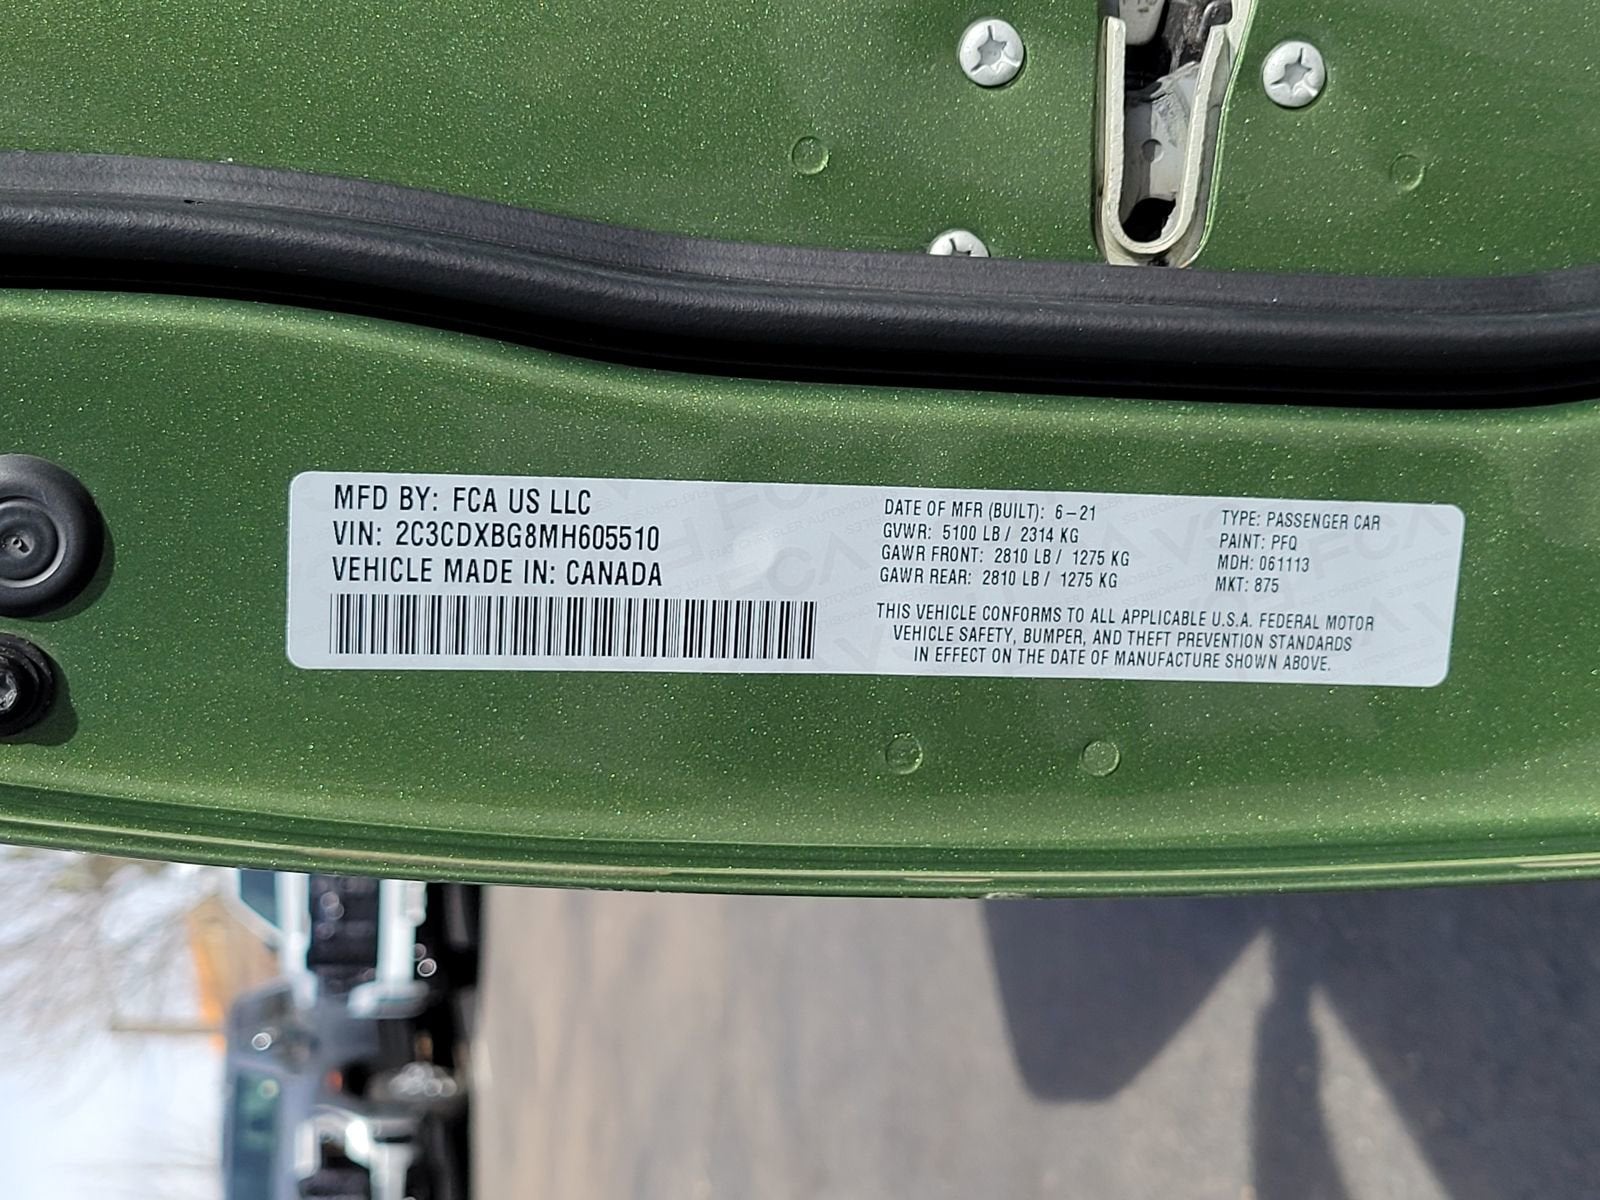 MFD BY: FCA US LLC
VIN: 2C3CDXBG8MH605510
VEHICLE MADE IN: CANADA
DATE OF MFR (BUILT): 6-21
GVWR: 5100 LB / 2314 KG
GAWR FRONT: 2810 LB / 1275 KG
GAWR REAR: 2810 LB / 1275 KG
TYPE: PASSENGER CAR
PAINT: PFQ
MDH: 061113
MKT: 875
THIS VEHICLE CONFORMS TO ALL APPLICABLE U.S.A. FEDERAL MOTOR
VEHICLE SAFETY, BUMPER, AND THEFT PREVENTION STANDARDS
IN EFFECT ON THE DATE OF MANUFACTURE SHOWN ABOVE.